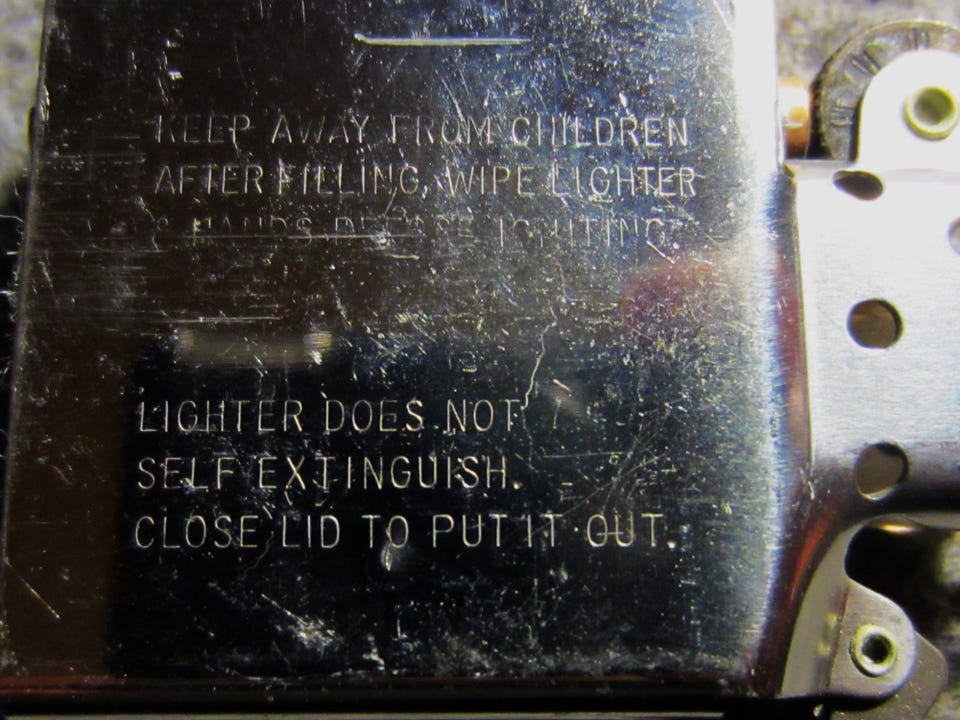 KEEP AWAY FROM CHILDREN
AFTER FILLING, WIPE LIGHTER
& HANDS BEFORE IGNITING.
LIGHTER DOES NOT
SELF EXTINGUISH.
CLOSE LID TO PUT IT OUT.